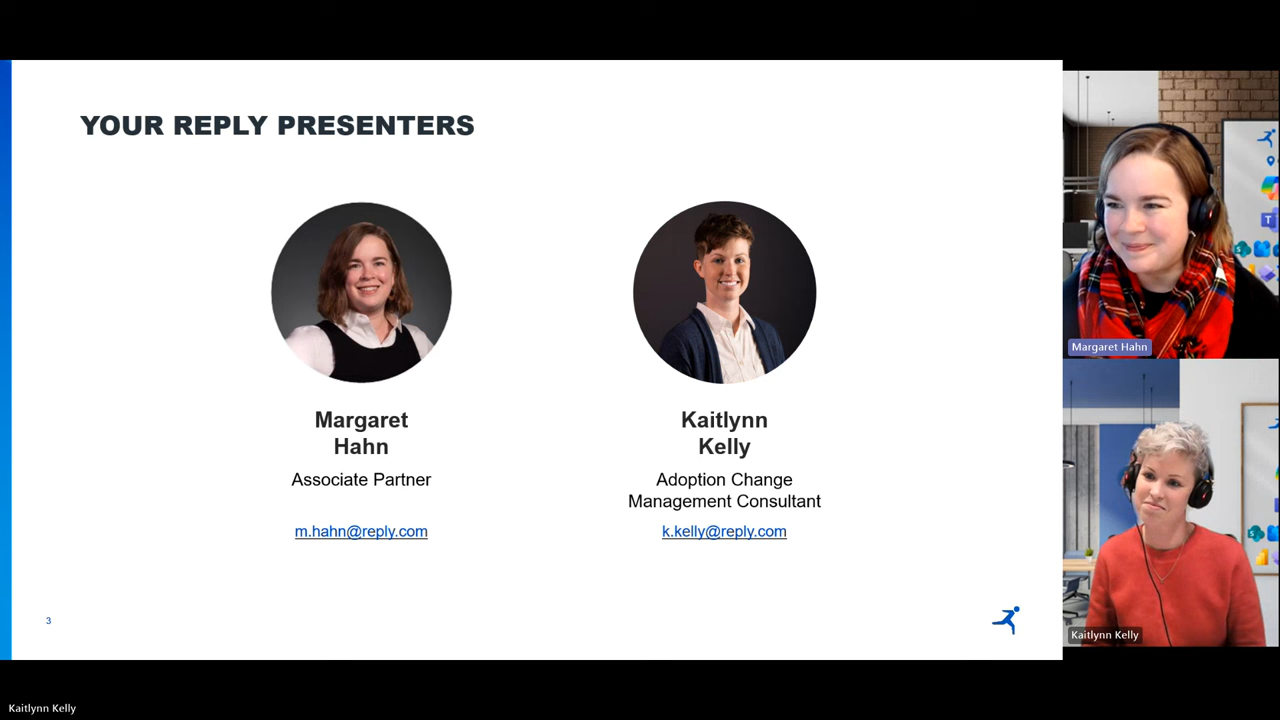 YOUR REPLY PRESENTERS
Margaret
Hahn
Associate Partner
m.hahn@reply.com
Kaitlynn
Kelly
Adoption Change
Management Consultant
k.kelly@reply.com
3
Margaret Hahn
Kaitlynn Kelly
Kaitlynn Kelly